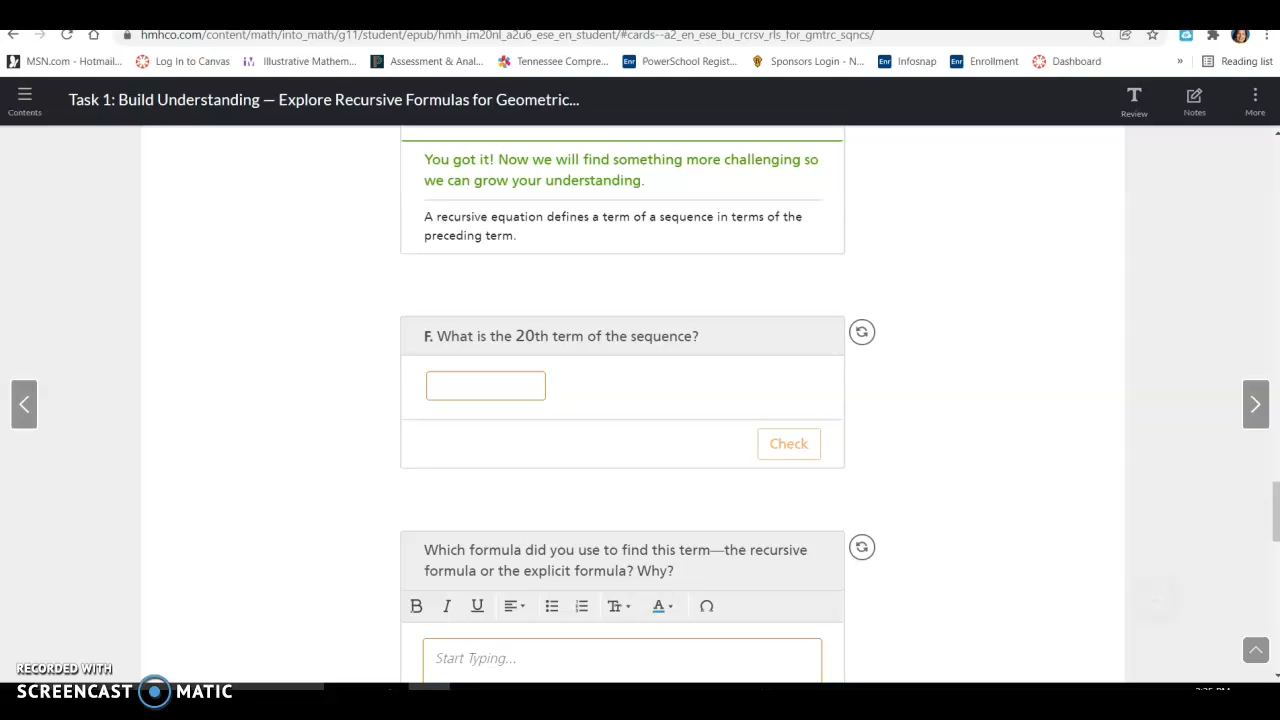 hmhco.com/content/math/into_math/g11/student/epub/hmh_im20nl_a2u6_ese_en_student/#cards--a2_en_ese_bu_rcrsv_rls_for_gmtrc_sqncs/
MSN.com - Hotmail... Log In to Canvas Illustrative Mathem... Assessment & Anal... Tennessee Compre... Enr PowerSchool Regist... Sponsors Login - N... Enr Infosnap Enr Enrollment Dashboard » Reading list
Contents Task 1: Build Understanding — Explore Recursive Formulas for Geometric... Review Notes More
You got it! Now we will find something more challenging so
we can grow your understanding.
A recursive equation defines a term of a sequence in terms of the
preceding term.
F. What is the 20th term of the sequence?
Check
Which formula did you use to find this term—the recursive
formula or the explicit formula? Why?
B I U Tr A Ω
Start Typing...
RECORDED WITH
SCREENCAST MATIC